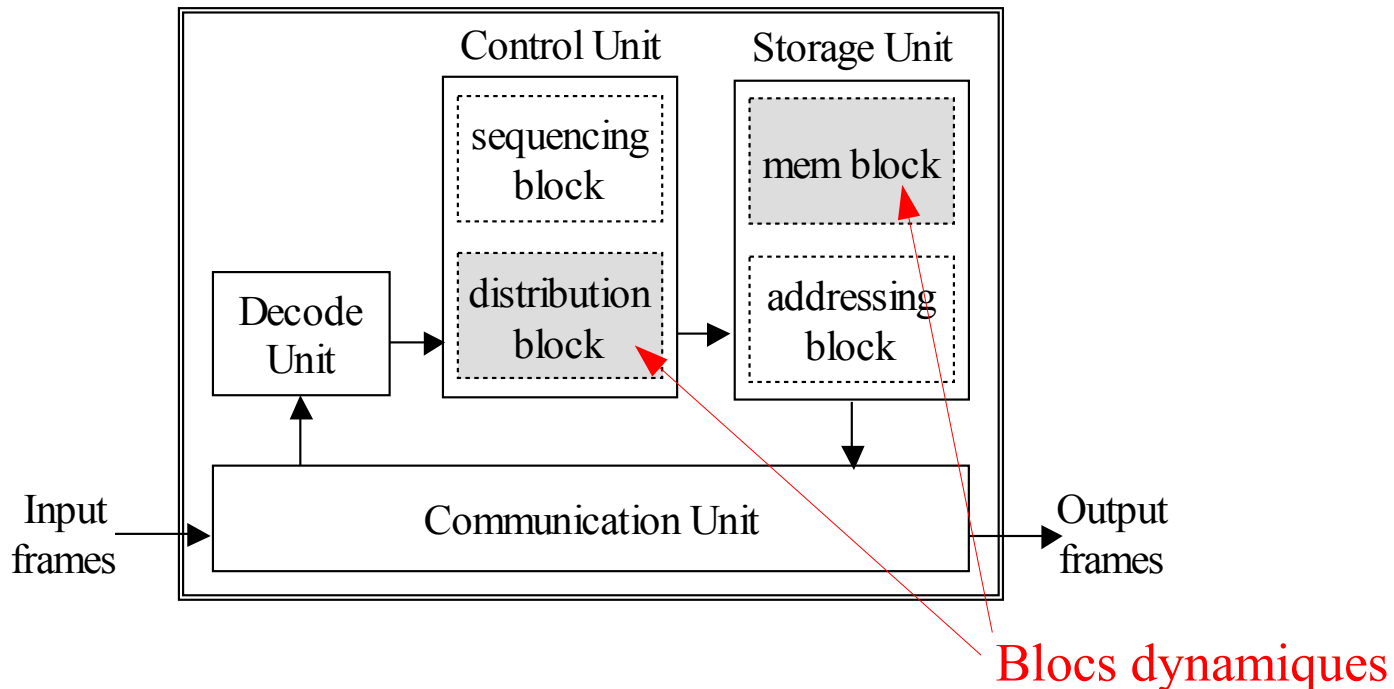 Control Unit
Storage Unit
sequencing
block
mem block
distribution
block
addressing
block
Decode
Unit
Communication Unit
Input
frames
Output
frames
Blocs dynamiques